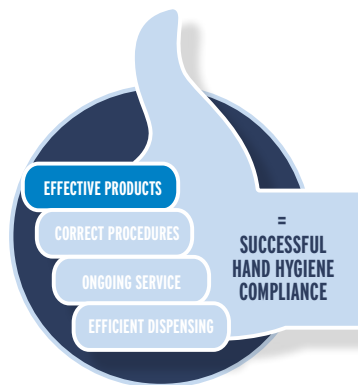 EFFECTIVE PRODUCTS
CORRECT PROCEDURES
ONGOING SERVICE
EFFICIENT DISPENSING
=
SUCCESSFUL
HAND HYGIENE
COMPLIANCE